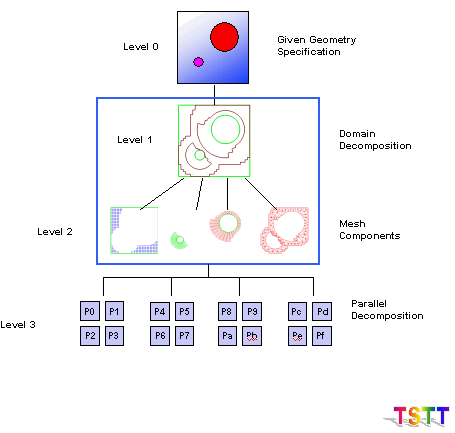 Level 0
Given Geometry
Specification
Level 1
Domain
Decomposition
Level 2
Mesh
Components
Parallel
Decomposition
P0 P1 P4 P5 P8 P9 Pc Pd
Level 3
P2 P3 P6 P7 Pa Pb Pe Pf
TSTT